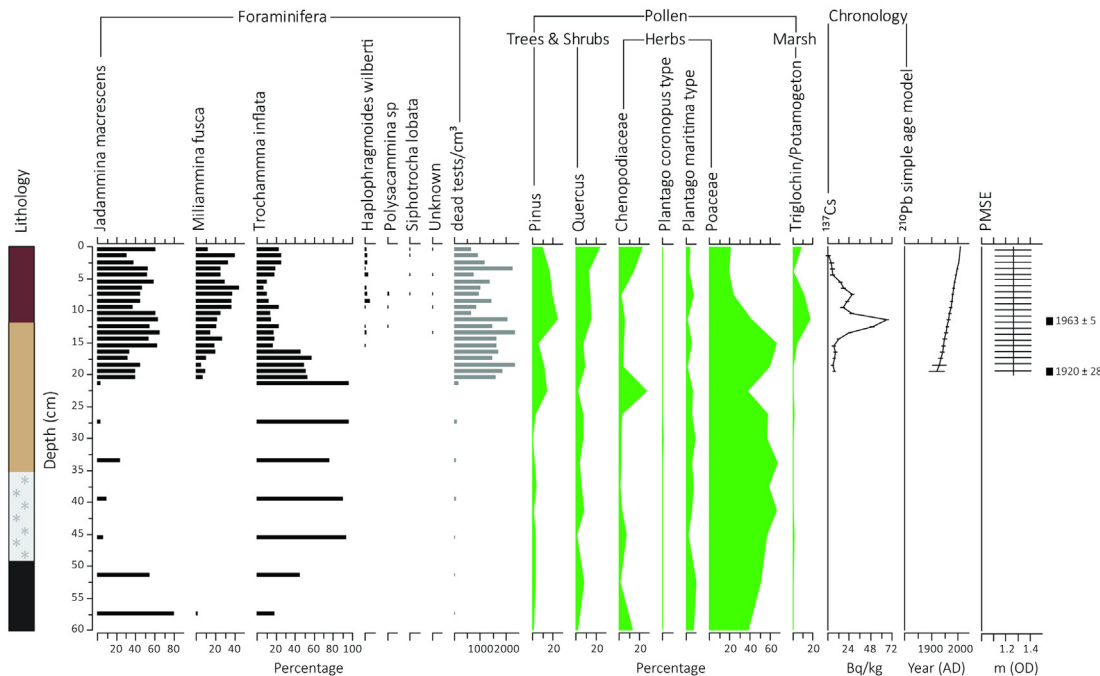 Foraminifera
Pollen
Chronology
Trees & Shrubs
Herbs
Marsh
Lithology
Depth (cm)
Jadammina macrescens
Miliammina fusca
Trochammna inflata
Haplophragmoides wilberti
Polysacammina sp
Siphotrocha lobata
Unknown
dead tests/cm³
Pinus
Quercus
Chenopodiaceae
Plantago coronopus type
Plantago maritima type
Poaceae
Triglochin/Potamogeton
¹³⁷Cs
²¹⁰Pb simple age model
PMSE
0
5
10
15
20
25
30
35
40
45
50
55
60
1963 ± 5
1920 ± 28
20 40 60 80
20 40
20 40 60 80 100
1000 2000
20
20
20
20 40 60
20
24 48 72
1900 2000
1.2 1.4
Percentage
Percentage
Bq/kg
Year (AD)
m (OD)